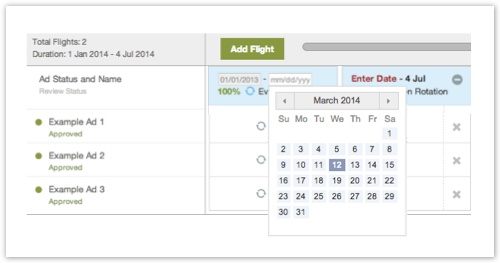 Total Flights: 2
Duration: 1 Jan 2014 - 4 Jul 2014
Add Flight
Ad Status and Name
Review Status
01/01/2013 - mm/dd/yyy
100%
Enter Date - 4 Jul
n Rotation
March 2014
Su Mo Tu We Th Fr Sa
1
2 3 4 5 6 7 8
9 10 11 12 13 14 15
16 17 18 19 20 21 22
23 24 25 26 27 28 29
30 31
Example Ad 1
Approved
Example Ad 2
Approved
Example Ad 3
Approved